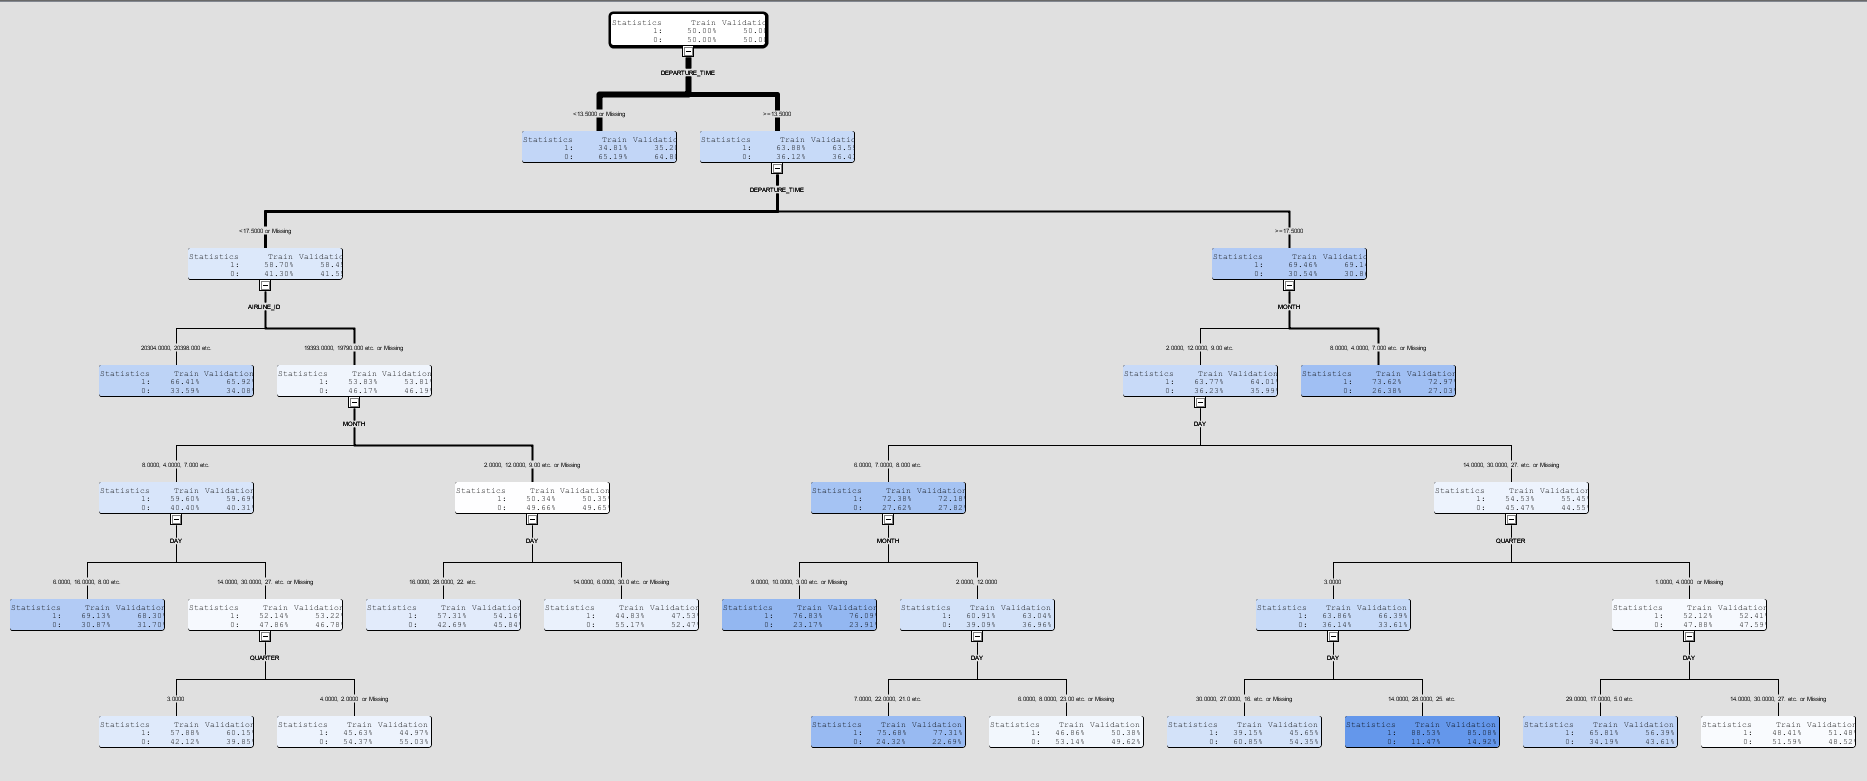 Statistics Train Validatio
1: 50.00% 50.0
0: 50.00% 50.0
DEPARTURE_TIME
<13.5000 or Missing >=13.5000
Statistics Train Validatio Statistics Train Validatio
1: 34.81% 35.2 1: 63.88% 63.5
0: 65.19% 64.8 0: 36.12% 36.4
DEPARTURE_TIME
<17.5000 or Missing >=17.5000
Statistics Train Validatio Statistics Train Validatio
1: 58.70% 58.4 1: 69.46% 69.1
0: 41.30% 41.5 0: 30.54% 30.8
AIRLINE_ID MONTH
20304.0000, 20398.000 etc. 19393.0000, 19790.000 etc. or Missing 2.0000, 12.0000, 9.00 etc. 8.0000, 4.0000, 7.000 etc. or Missing
Statistics Train Validation Statistics Train Validation Statistics Train Validation Statistics Train Validation
1: 66.41% 65.92 1: 53.83% 53.81 1: 63.77% 64.01 1: 73.62% 72.97
0: 33.59% 34.08 0: 46.17% 46.19 0: 36.23% 35.99 0: 26.38% 27.03
MONTH DAY
8.0000, 4.0000, 7.000 etc. 2.0000, 12.0000, 9.00 etc. or Missing 6.0000, 7.0000, 8.000 etc. 14.0000, 30.0000, 27. etc. or Missing
Statistics Train Validation Statistics Train Validation Statistics Train Validation Statistics Train Validation
1: 59.60% 59.69 1: 50.34% 50.35 1: 72.38% 72.18 1: 54.53% 55.45
0: 40.40% 40.31 0: 49.66% 49.65 0: 27.62% 27.82 0: 45.47% 44.55
DAY DAY MONTH QUARTER
6.0000, 16.0000, 8.00 etc. 14.0000, 30.0000, 27. etc. or Missing 16.0000, 28.0000, 22. etc. 14.0000, 6.0000, 30.0 etc. or Missing 9.0000, 10.0000, 3.00 etc. or Missing 2.0000, 12.0000 3.0000 1.0000, 4.0000 or Missing
Statistics Train Validation Statistics Train Validation Statistics Train Validation Statistics Train Validation Statistics Train Validation Statistics Train Validation Statistics Train Validation Statistics Train Validation
1: 69.13% 68.30 1: 52.14% 53.22 1: 57.31% 54.16 1: 44.83% 47.53 1: 76.83% 76.09 1: 60.91% 63.04 1: 63.86% 66.39 1: 52.12% 52.41
0: 30.87% 31.70 0: 47.86% 46.78 0: 42.69% 45.84 0: 55.17% 52.47 0: 23.17% 23.91 0: 39.09% 36.96 0: 36.14% 33.61 0: 47.88% 47.59
QUARTER DAY DAY DAY
3.0000 4.0000, 2.0000 or Missing 7.0000, 22.0000, 21.0 etc. 6.0000, 8.0000, 23.00 etc. or Missing 30.0000, 27.0000, 16. etc. or Missing 14.0000, 28.0000, 25. etc. 29.0000, 17.0000, 5.0 etc. 14.0000, 30.0000, 27. etc. or Missing
Statistics Train Validation Statistics Train Validation Statistics Train Validation Statistics Train Validation Statistics Train Validation Statistics Train Validation Statistics Train Validation Statistics Train Validation
1: 57.88% 60.15 1: 45.63% 44.97 1: 75.68% 77.31 1: 46.86% 50.38 1: 39.15% 45.65 1: 88.53% 85.08 1: 65.81% 56.39 1: 48.41% 51.48
0: 42.12% 39.85 0: 54.37% 55.03 0: 24.32% 22.69 0: 53.14% 49.62 0: 60.85% 54.35 0: 11.47% 14.92 0: 34.19% 43.61 0: 51.59% 48.52